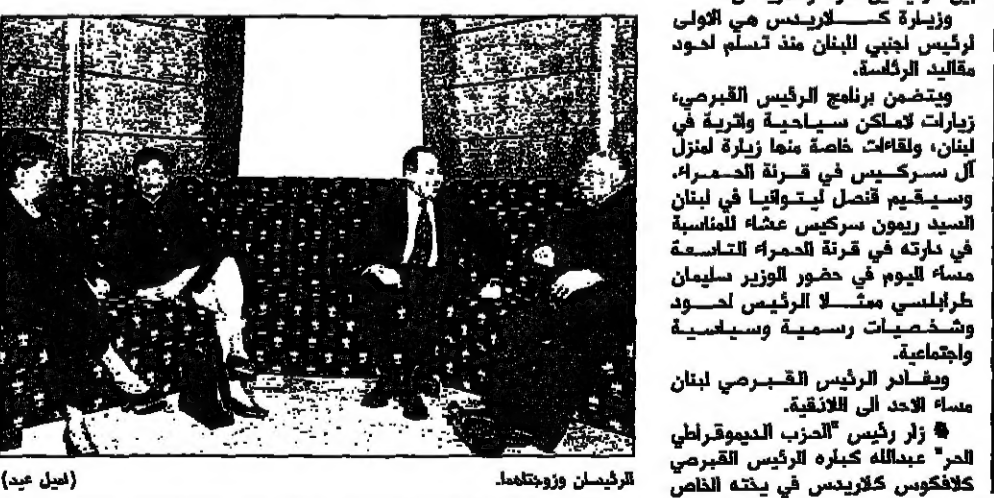 وزيارة كلاريدس هي الاولى
لرئيس اجنبي للبنان منذ تسلم لحود
مقاليد الرئاسة.
ويتضمن برنامج الرئيس القبرصي،
زيارات لاماكن سياحية واثرية في
لبنان، ولقاءات خاصة منها زيارة لمنزل
آل سركيس في قرنة الحمراء.
وسيقيم قنصل ليتوانيا في لبنان
السيد ريمون سركيس عشاء للمناسبة
في دارته في قرنة الحمراء التاسعة
مساء اليوم في حضور الوزير سليمان
طرابلسي ممثلا الرئيس لحود
وشخصيات رسمية وسياسية
واجتماعية.
ويغادر الرئيس القبرصي لبنان
مساء الاحد الى اللاذقية.
زار رئيس "الحزب الديموقراطي
الحر" عبدالله كباره الرئيس القبرصي
كلافكوس كلاريدس في يخته الخاص
الرئيسان وزوجتاهما.
(اميل عيد)